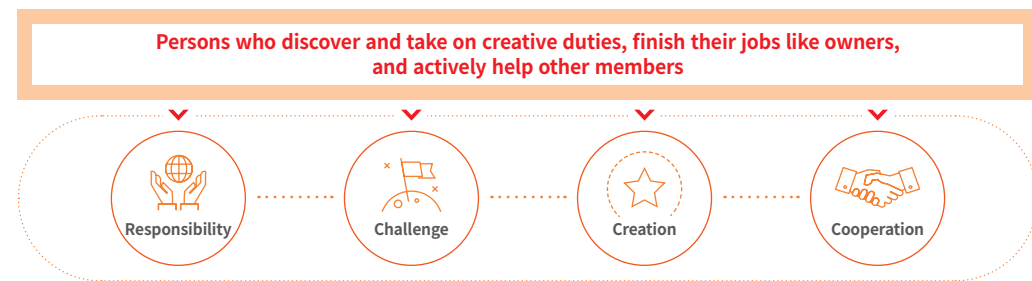 Persons who discover and take on creative duties, finish their jobs like owners,
and actively help other members
Responsibility
Challenge
Creation
Cooperation